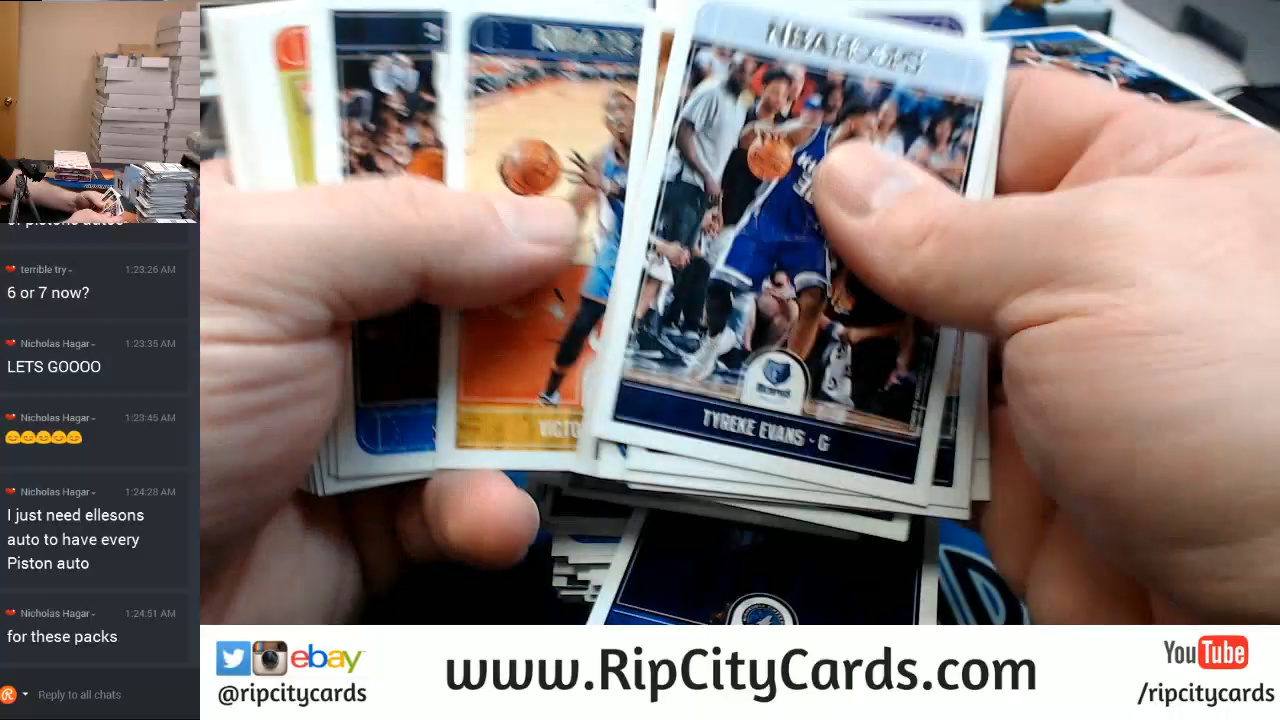 terrible try
1:23:26 AM
6 or 7 now?
Nicholas Hagar
1:23:35 AM
LETS GOOOO
Nicholas Hagar
1:23:45 AM
Nicholas Hagar
1:24:28 AM
I just need ellesons
auto to have every
Piston auto
Nicholas Hagar
1:24:51 AM
for these packs
Reply to all chats
NBA HOOPS
TYREKE EVANS - G
VICTO
ebay
@ripcitycards
www.RipCityCards.com
YouTube
/ripcitycards